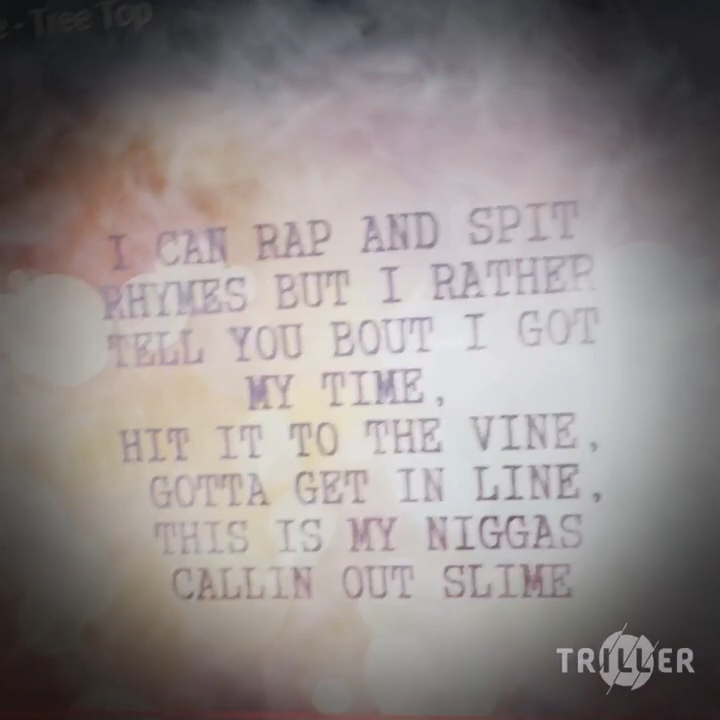 - Tree Top
I CAN RAP AND SPIT
RHYMES BUT I RATHER
TELL YOU BOUT I GOT
MY TIME,
HIT IT TO THE VINE,
GOTTA GET IN LINE,
THIS IS MY NIGGAS
CALLIN OUT SLIME
TRILLER